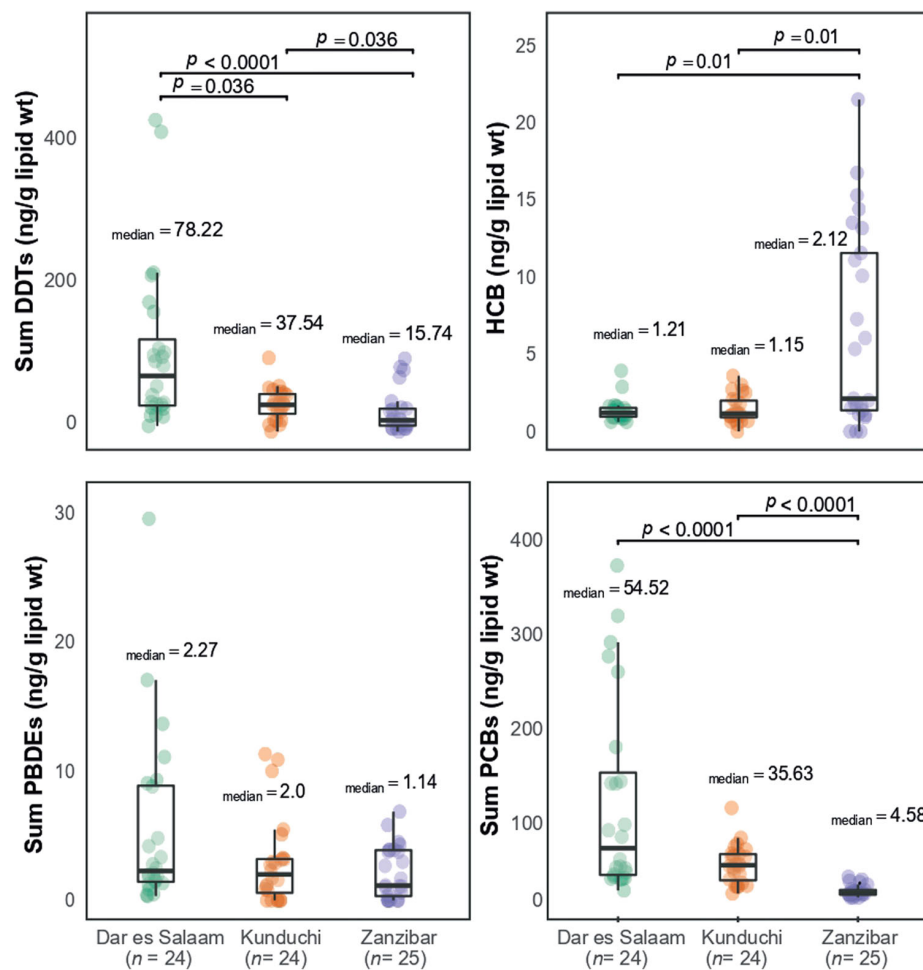 Sum DDTs (ng/g lipid wt)
400
200
0
p = 0.036
p < 0.0001
p = 0.036
median = 78.22
median = 37.54
median = 15.74
HCB (ng/g lipid wt)
25
20
15
10
5
0
p = 0.01
p = 0.01
median = 2.12
median = 1.21
median = 1.15
Sum PBDEs (ng/g lipid wt)
30
20
10
0
median = 2.27
median = 2.0
median = 1.14
Dar es Salaam
(n = 24)
Kunduchi
(n = 24)
Zanzibar
(n = 25)
Sum PCBs (ng/g lipid wt)
400
300
200
100
0
p < 0.0001
p < 0.0001
median = 54.52
median = 35.63
median = 4.58
Dar es Salaam
(n = 24)
Kunduchi
(n = 24)
Zanzibar
(n = 25)